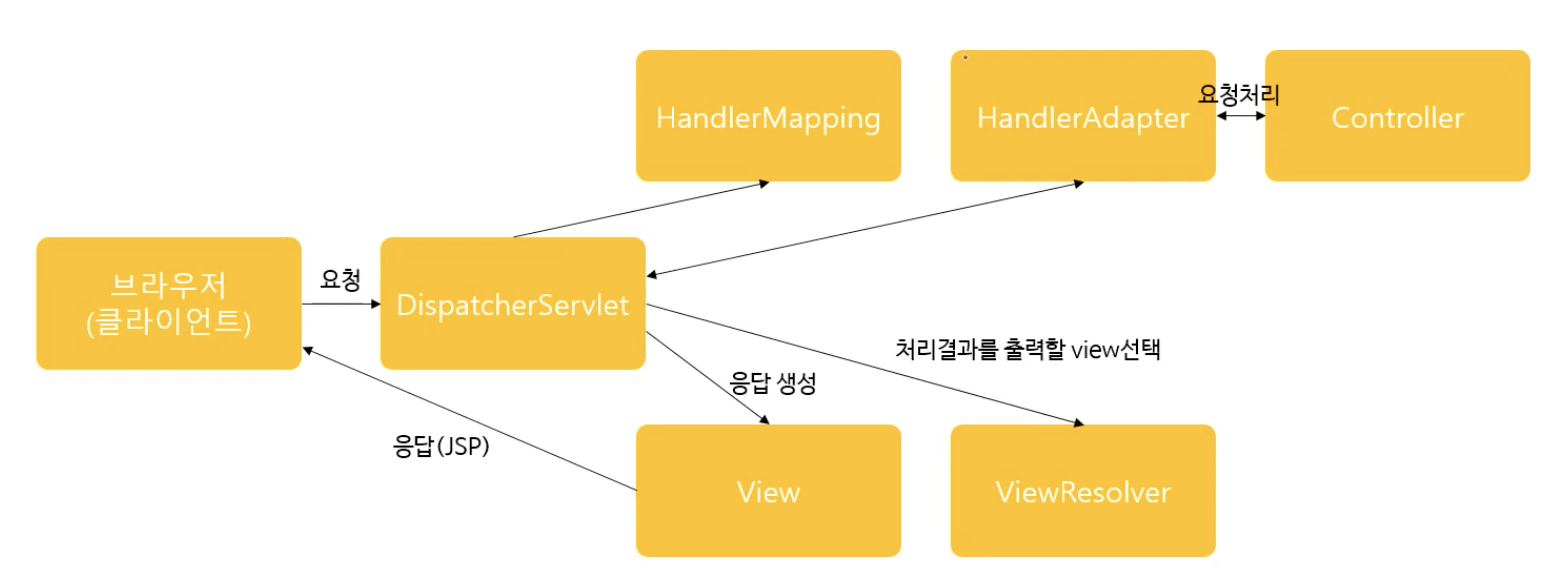 HandlerMapping
HandlerAdapter
요청처리
Controller
브라우저
(클라이언트)
요청
DispatcherServlet
처리결과를 출력할 view선택
응답 생성
응답(JSP)
View
ViewResolver